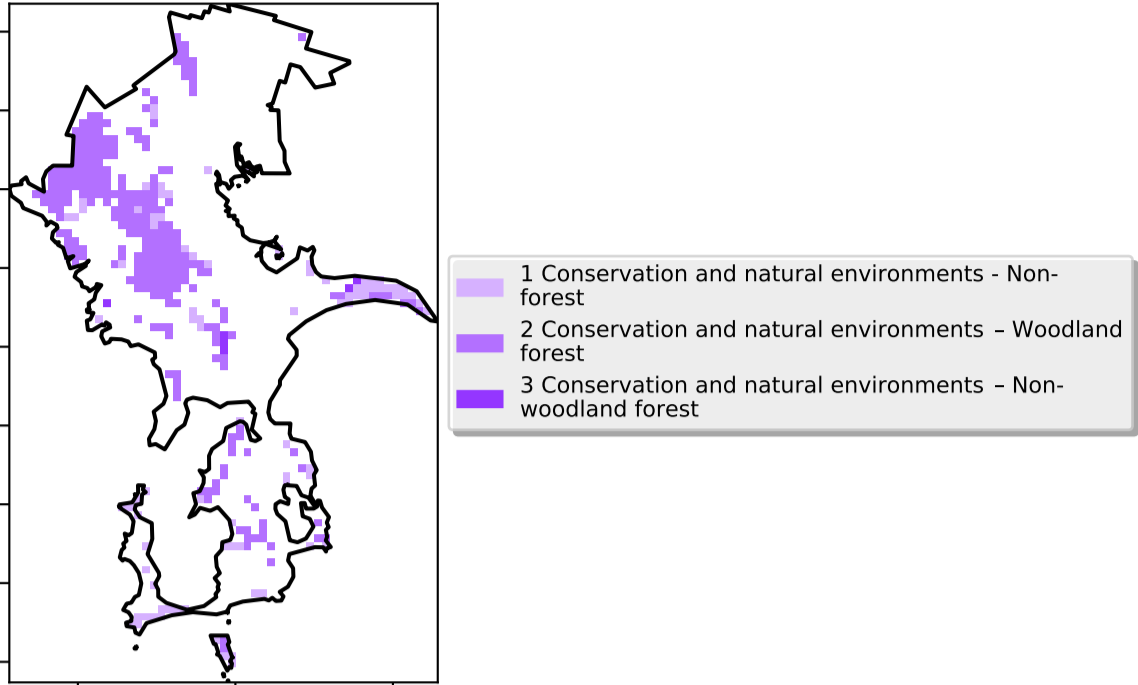 1 Conservation and natural environments - Non-
forest
2 Conservation and natural environments – Woodland
forest
3 Conservation and natural environments – Non-
woodland forest